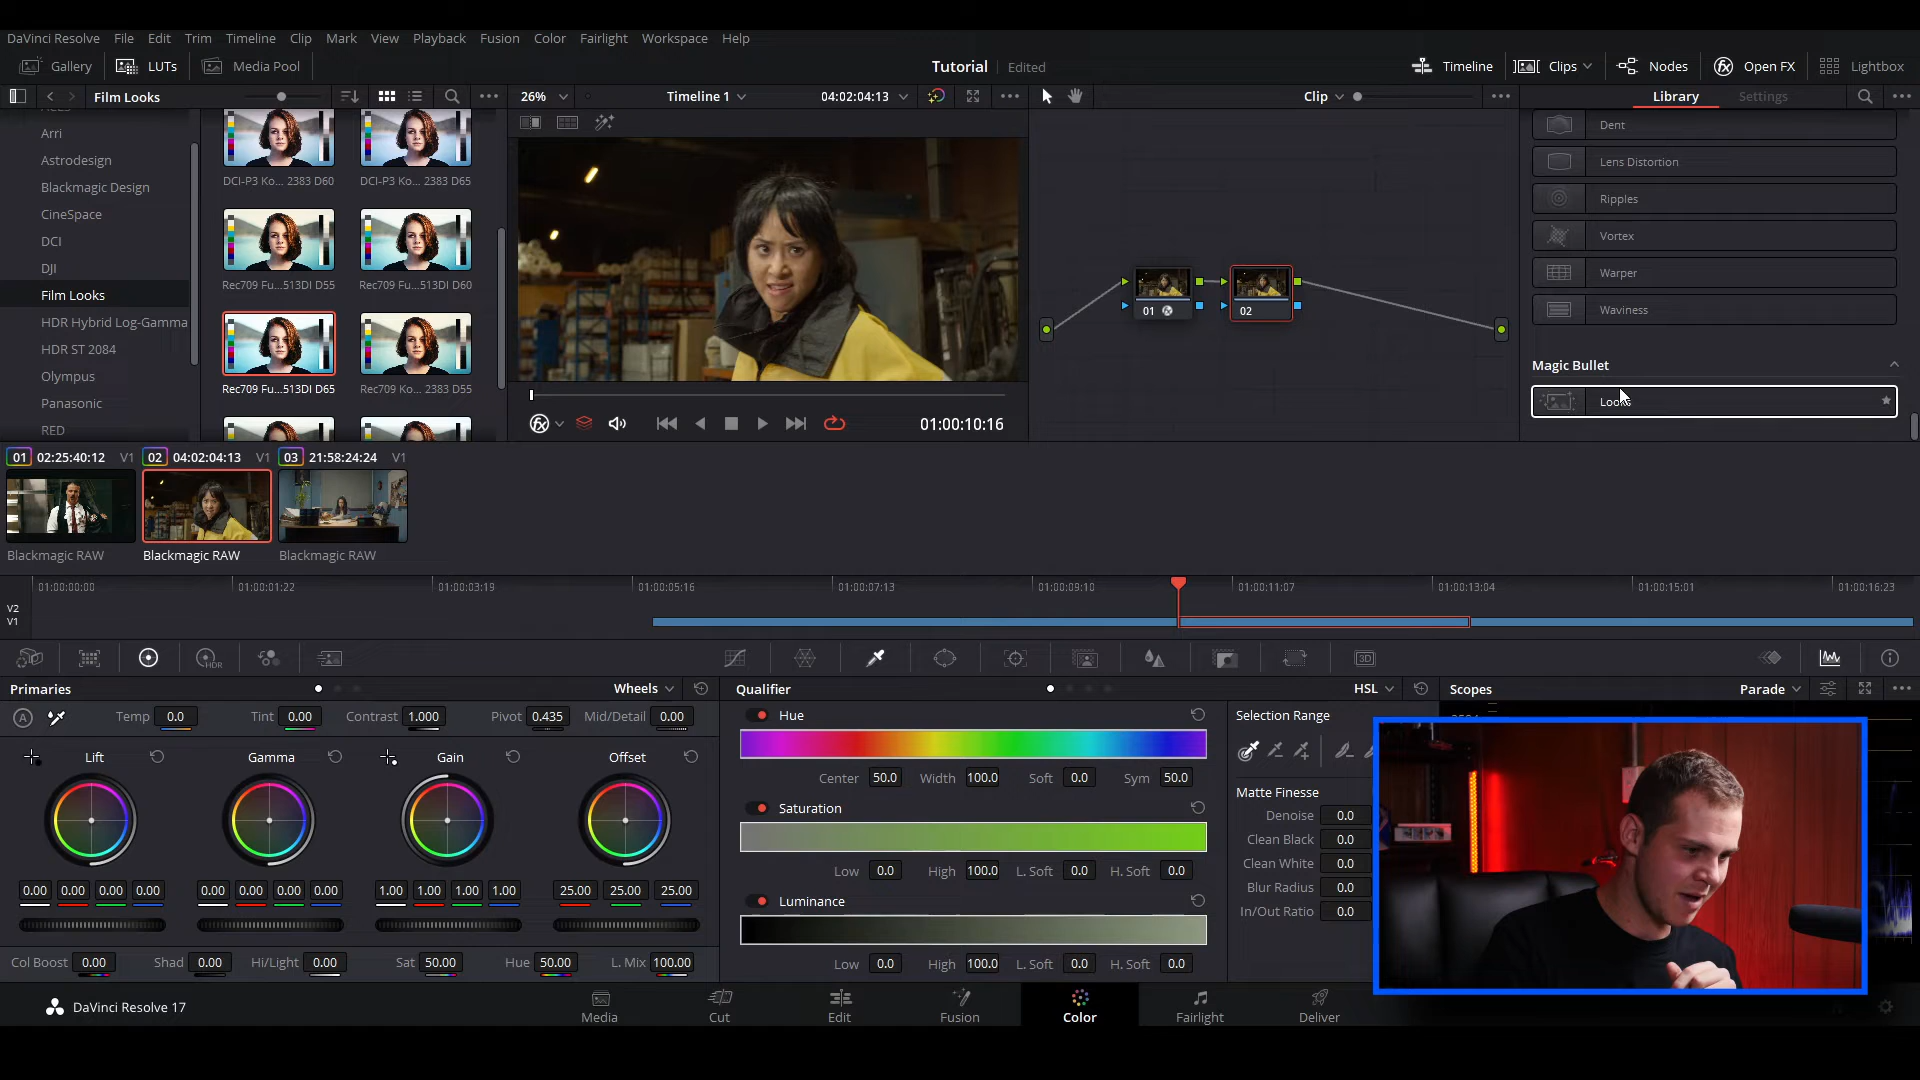 DaVinci Resolve File Edit Trim Timeline Clip Mark View Playback Fusion Color Fairlight Workspace Help
Gallery LUTs Media Pool Tutorial Edited Timeline Clips Nodes Open FX Lightbox
Film Looks 26% Timeline 1 04:02:04:13 Clip Library Settings
Arri
Astrodesign
Blackmagic Design
CineSpace
DCI
DJI
Film Looks
HDR Hybrid Log-Gamma
HDR ST 2084
Olympus
Panasonic
RED
DCI-P3 Ko... 2383 D60 DCI-P3 Ko... 2383 D65
Rec709 Fu...513DI D55 Rec709 Fu...513DI D60
Rec709 Fu...513DI D65 Rec709 Ko... 2383 D55
01:00:10:16
01
02
Dent
Lens Distortion
Ripples
Vortex
Warper
Waviness
Magic Bullet
Looks
01 02:25:40:12 V1 02 04:02:04:13 V1 03 21:58:24:24 V1
Blackmagic RAW Blackmagic RAW Blackmagic RAW
01:00:00:00 01:00:01:22 01:00:03:19 01:00:05:16 01:00:07:13 01:00:09:10 01:00:11:07 01:00:13:04 01:00:15:01 01:00:16:23
V2
V1
HDR
3D
Primaries Wheels
A Temp 0.0 Tint 0.00 Contrast 1.000 Pivot 0.435 Mid/Detail 0.00
Lift Gamma Gain Offset
0.00 0.00 0.00 0.00 0.00 0.00 0.00 0.00 1.00 1.00 1.00 1.00 25.00 25.00 25.00
Col Boost 0.00 Shad 0.00 Hi/Light 0.00 Sat 50.00 Hue 50.00 L. Mix 100.00
Qualifier HSL
Hue
Center 50.0 Width 100.0 Soft 0.0 Sym 50.0
Saturation
Low 0.0 High 100.0 L. Soft 0.0 H. Soft 0.0
Luminance
Low 0.0 High 100.0 L. Soft 0.0 H. Soft 0.0
Selection Range
Matte Finesse
Denoise 0.0
Clean Black 0.0
Clean White 0.0
Blur Radius 0.0
In/Out Ratio 0.0
Scopes Parade
DaVinci Resolve 17 Media Cut Edit Fusion Color Fairlight Deliver